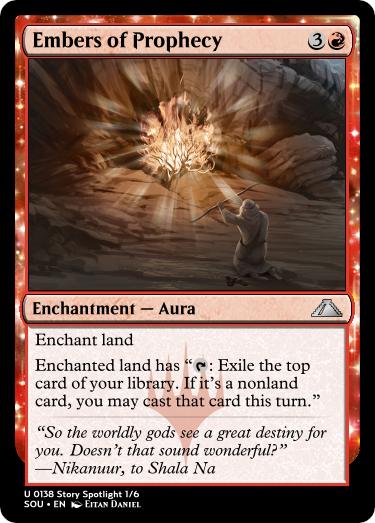 Embers of Prophecy 3
Enchantment — Aura
Enchant land
Enchanted land has “: Exile the top
card of your library. If it’s a nonland
card, you may cast that card this turn.”
“So the worldly gods see a great destiny for
you. Doesn’t that sound wonderful?”
—Nikanuur, to Shala Na
U 0138 Story Spotlight 1/6
SOU • EN Eitan Daniel